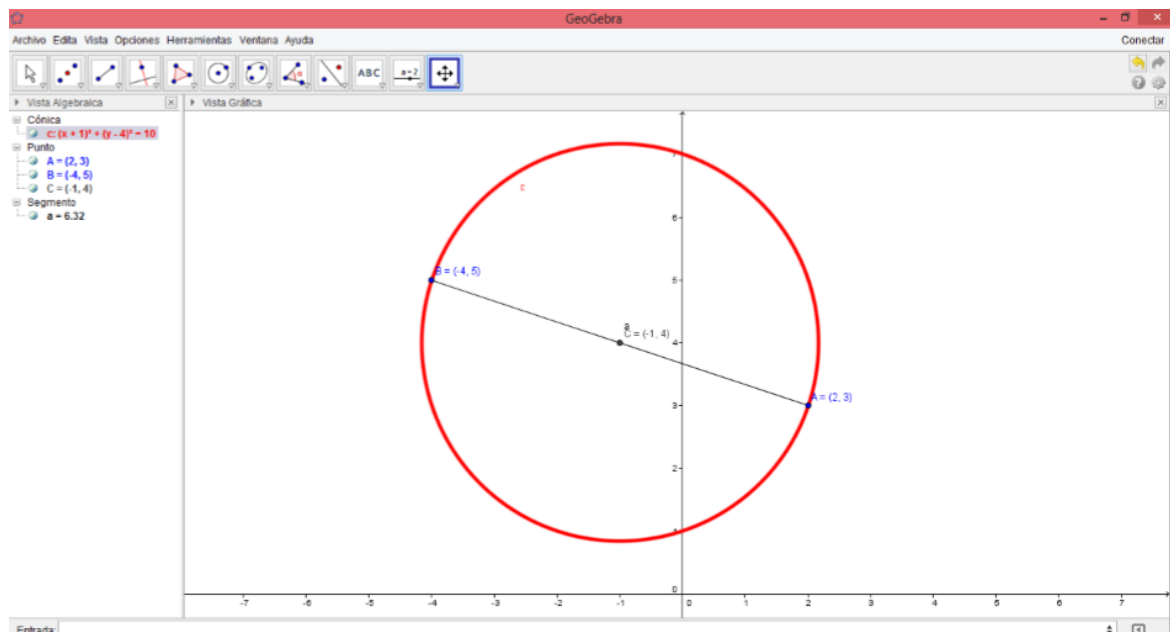 GeoGebra
Archivo Edita Vista Opciones Herramientas Ventana Ayuda
Conectar
ABC
a=2
Vista Algebraica
Vista Gráfica
Cónica
c: (x + 1)² + (y - 4)² = 10
Punto
A = (2, 3)
B = (-4, 5)
C = (-1, 4)
Segmento
a = 6.32
7
c
6
B = (-4, 5)
5
a
C = (-1, 4)
4
A = (2, 3)
3
2
1
0
-7 -6 -5 -4 -3 -2 -1 0 1 2 3 4 5 6 7
Entrada: